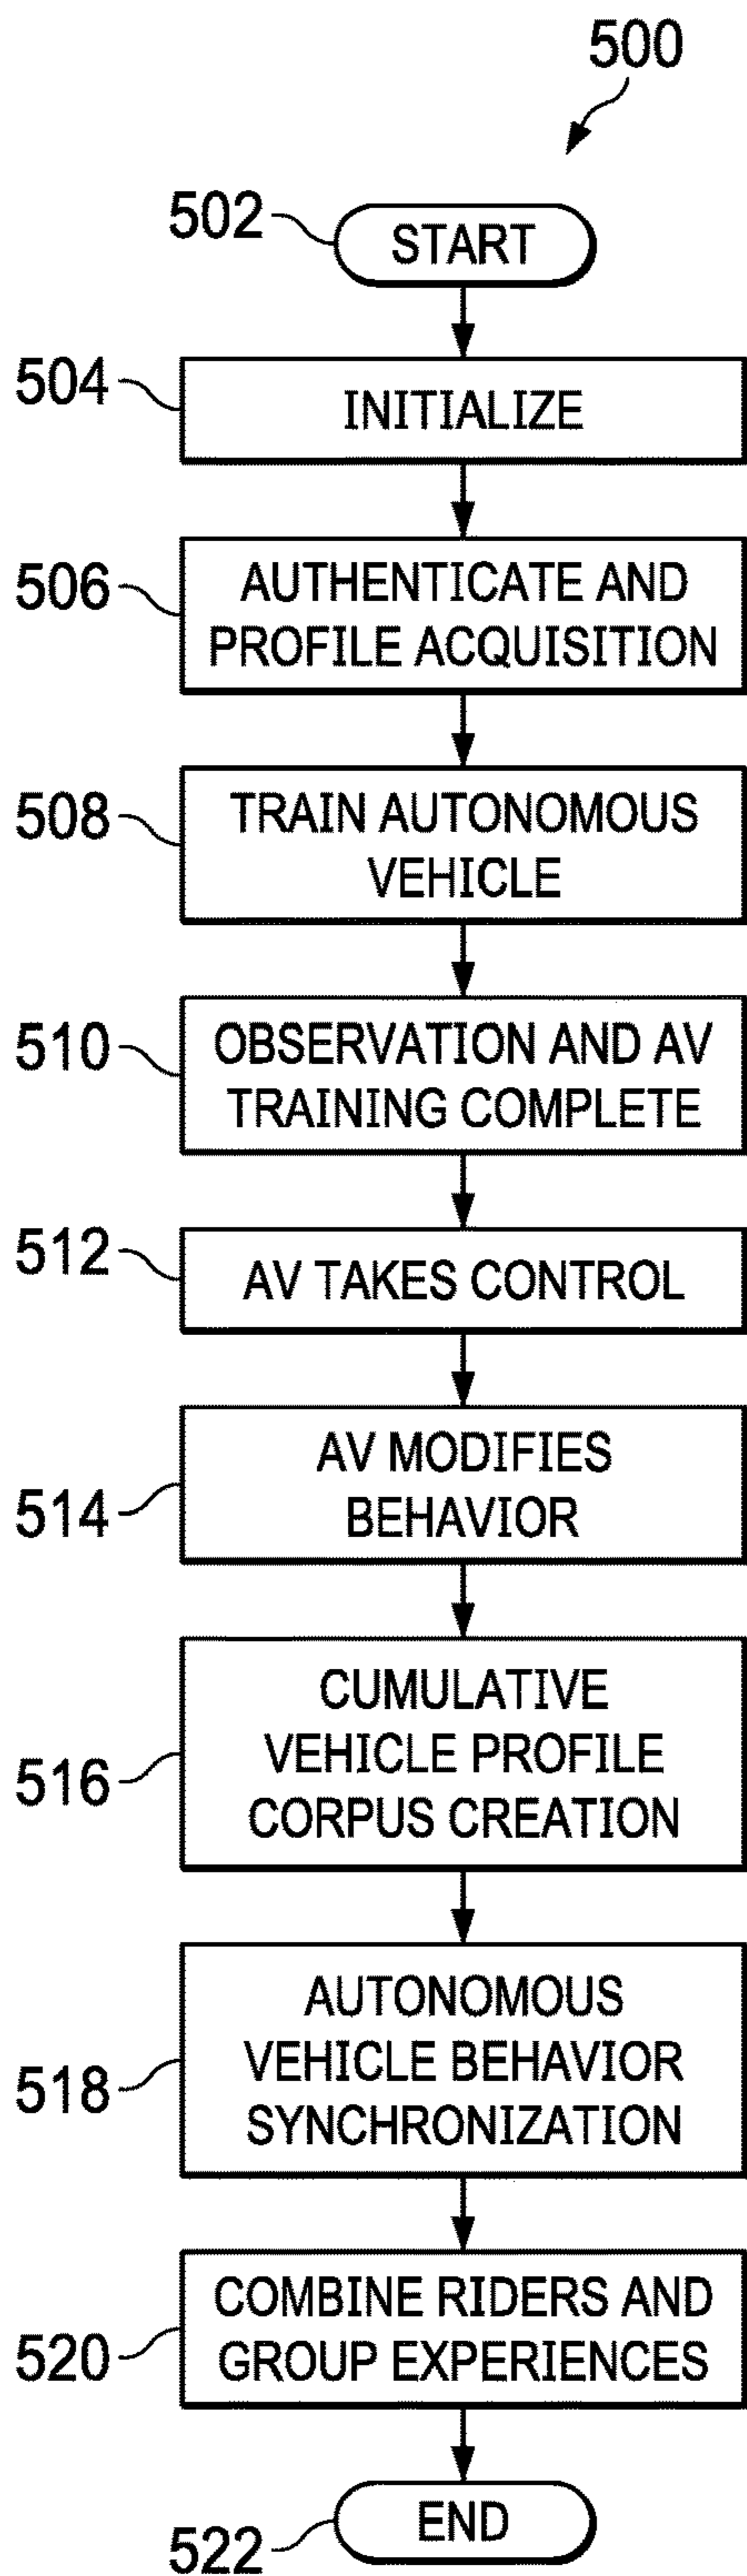 500
502
START
504
INITIALIZE
506
AUTHENTICATE AND
PROFILE ACQUISITION
508
TRAIN AUTONOMOUS
VEHICLE
510
OBSERVATION AND AV
TRAINING COMPLETE
512
AV TAKES CONTROL
514
AV MODIFIES
BEHAVIOR
516
CUMULATIVE
VEHICLE PROFILE
CORPUS CREATION
518
AUTONOMOUS
VEHICLE BEHAVIOR
SYNCHRONIZATION
520
COMBINE RIDERS AND
GROUP EXPERIENCES
522
END